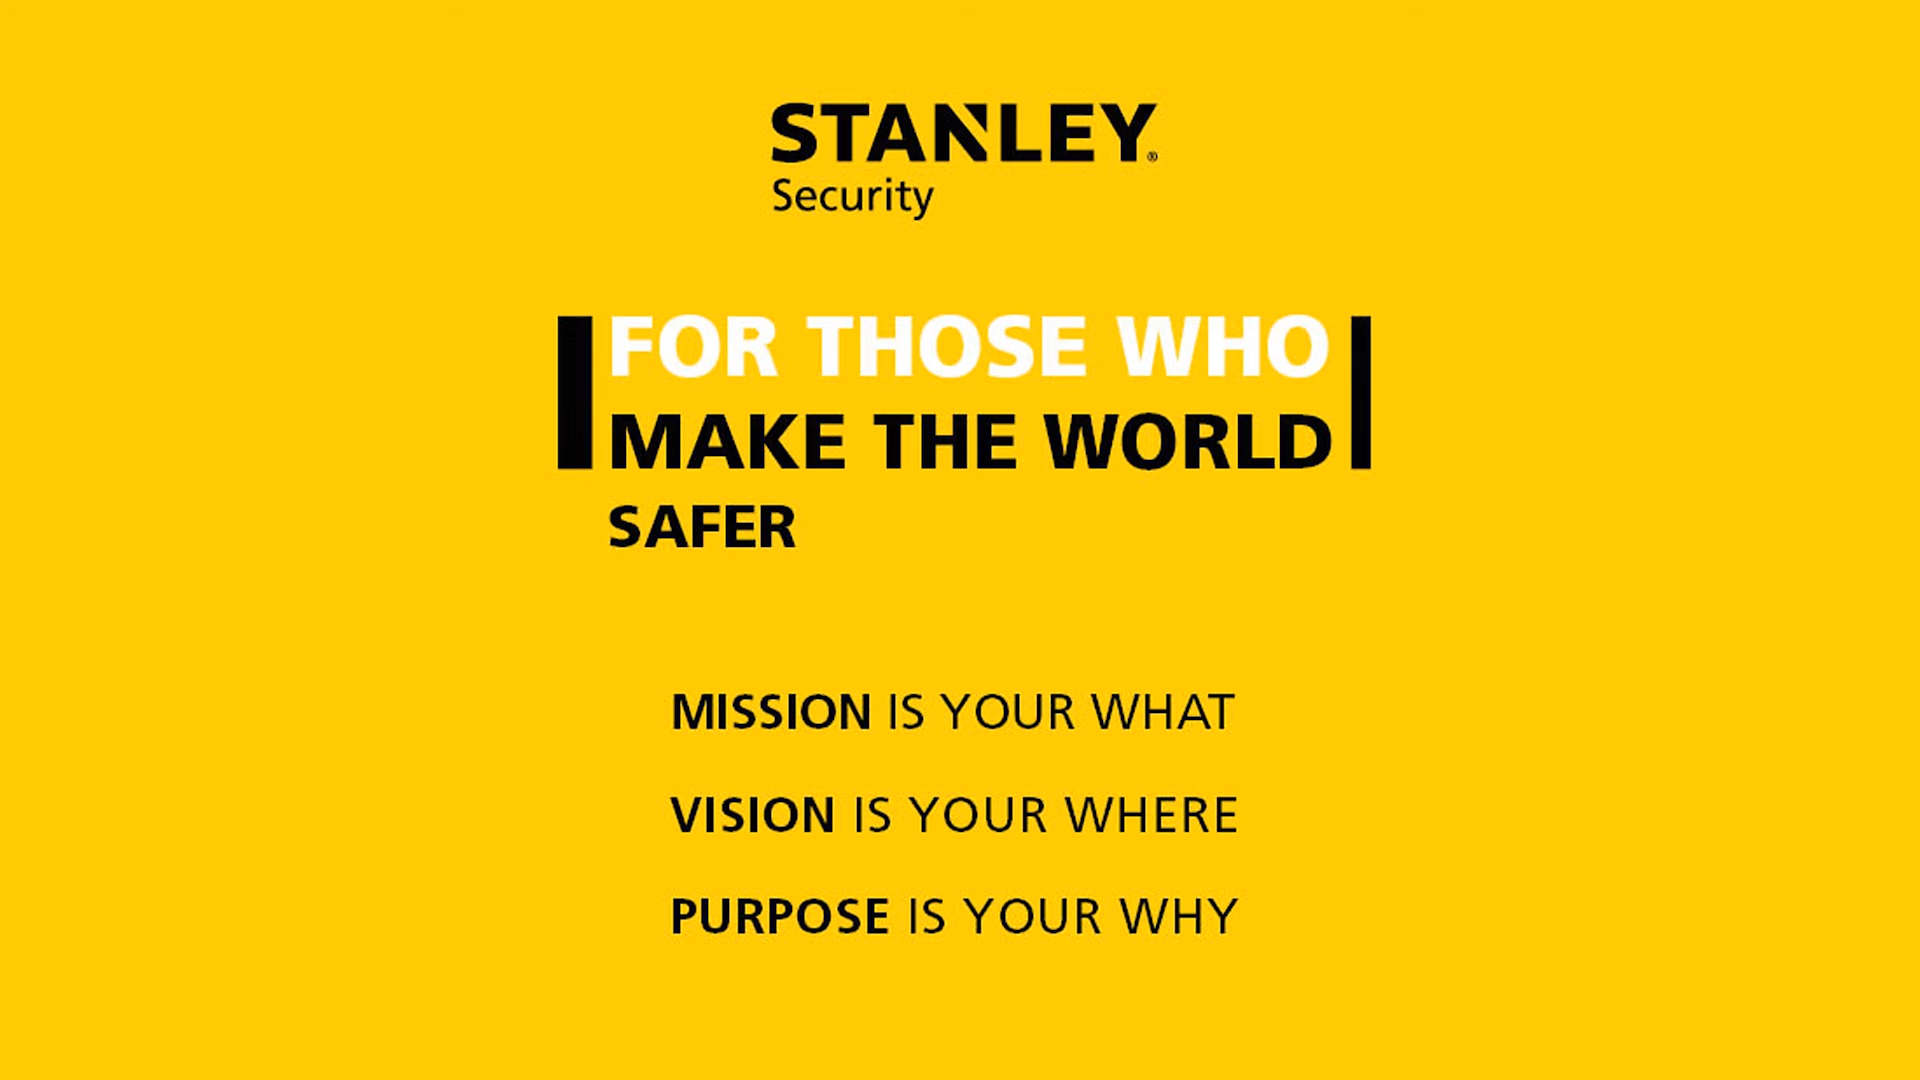 STANLEY®
Security
FOR THOSE WHO
MAKE THE WORLD
SAFER
MISSION IS YOUR WHAT
VISION IS YOUR WHERE
PURPOSE IS YOUR WHY